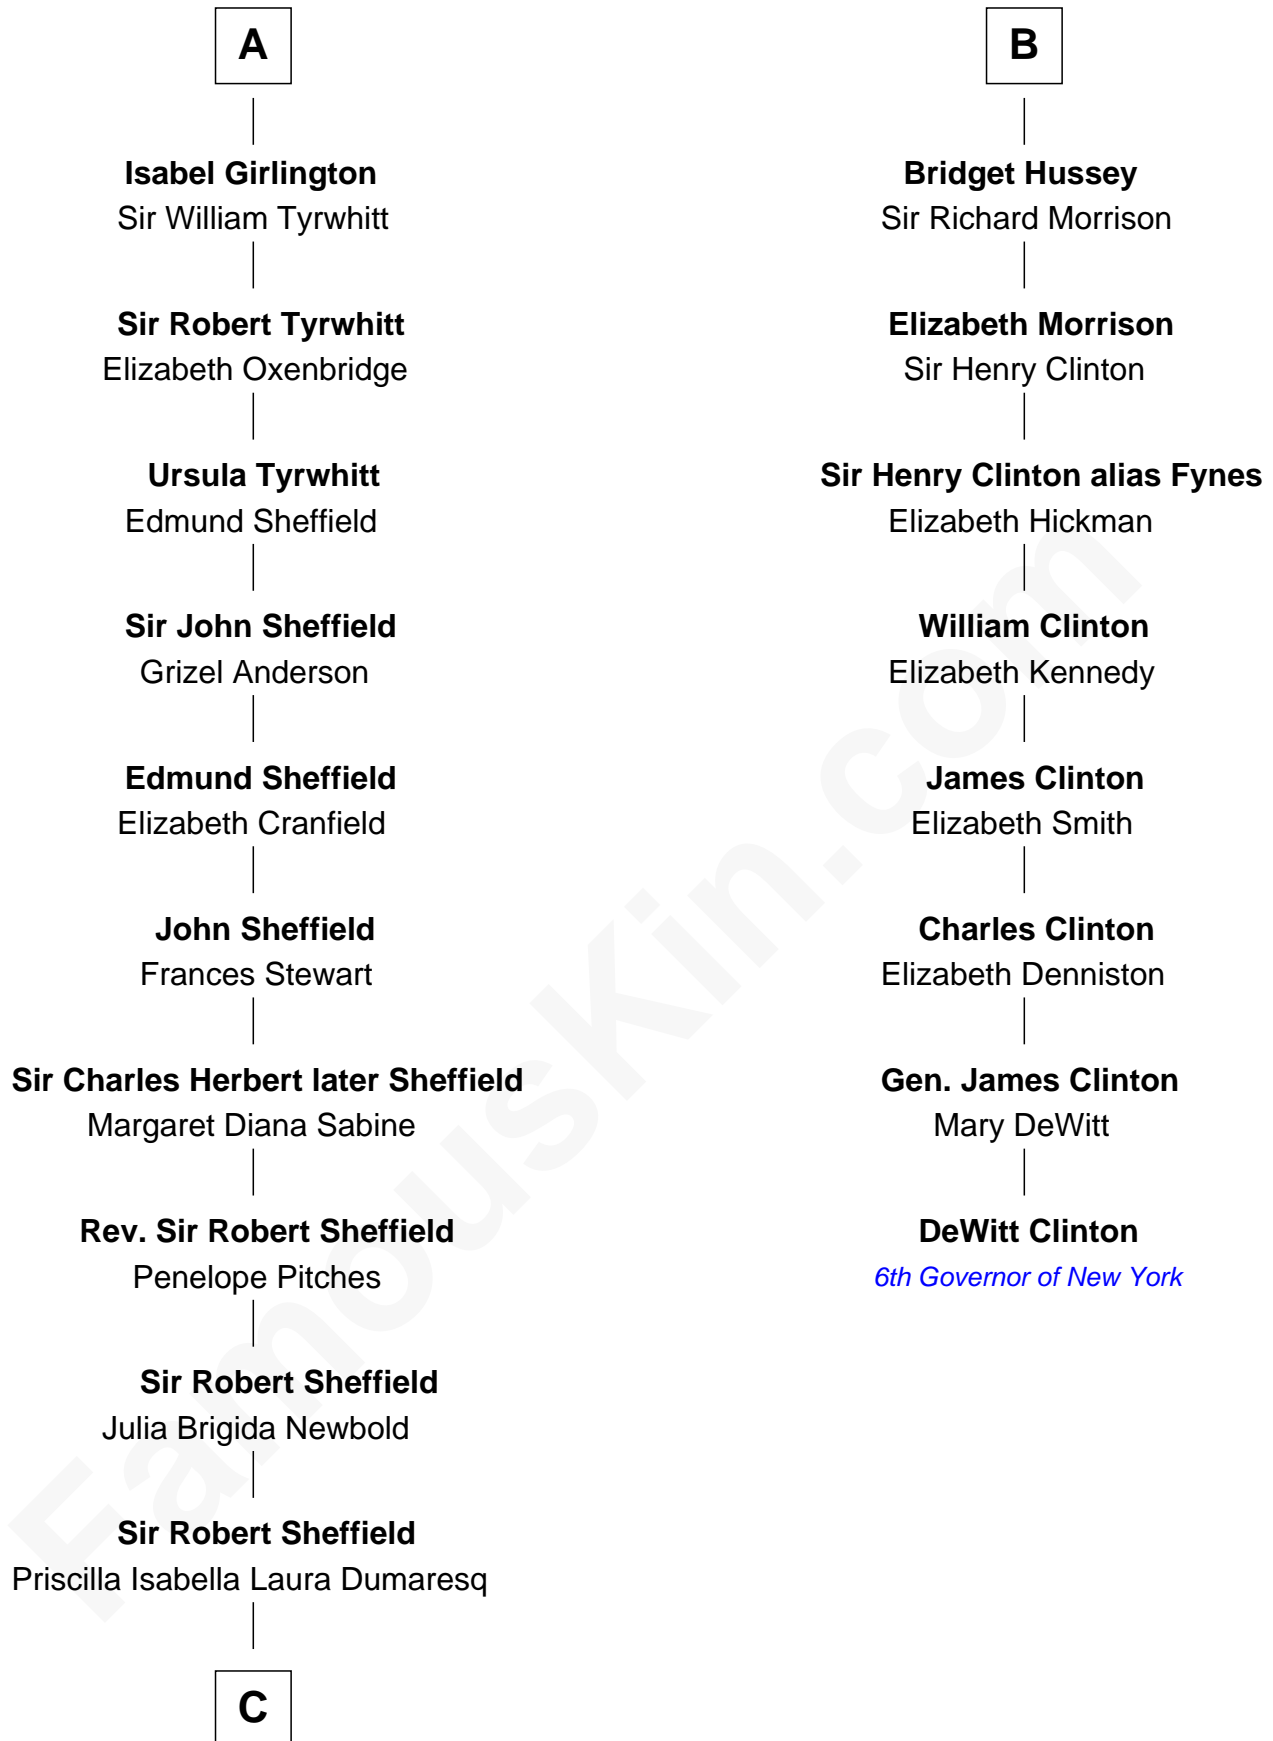 A
Isabel Girlington
Sir William Tyrwhitt
Sir Robert Tyrwhitt
Elizabeth Oxenbridge
Ursula Tyrwhitt
Edmund Sheffield
Sir John Sheffield
Grizel Anderson
Edmund Sheffield
Elizabeth Cranfield
John Sheffield
Frances Stewart
Sir Charles Herbert later Sheffield
Margaret Diana Sabine
Rev. Sir Robert Sheffield
Penelope Pitches
Sir Robert Sheffield
Julia Brigida Newbold
Sir Robert Sheffield
Priscilla Isabella Laura Dumaresq
C
B
Bridget Hussey
Sir Richard Morrison
Elizabeth Morrison
Sir Henry Clinton
Sir Henry Clinton alias Fynes
Elizabeth Hickman
William Clinton
Elizabeth Kennedy
James Clinton
Elizabeth Smith
Charles Clinton
Elizabeth Denniston
Gen. James Clinton
Mary DeWitt
DeWitt Clinton
6th Governor of New York
FamousKin.com